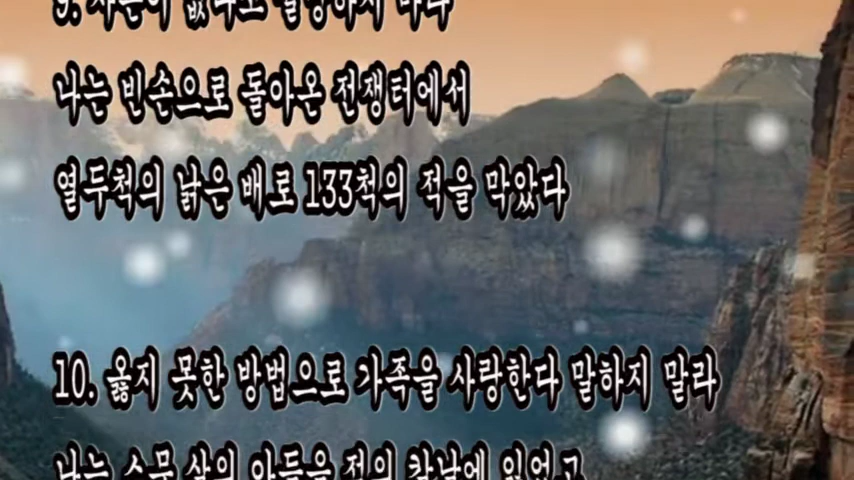 9. 자본이 없다고 절망하지 마라
나는 빈손으로 돌아온 전쟁터에서
열두척의 낡은 배로 133척의 적을 막았다
10. 옳지 못한 방법으로 가족을 사랑한다 말하지 말라
나는 스무 살의 아들을 적의 칼날에 잃었고